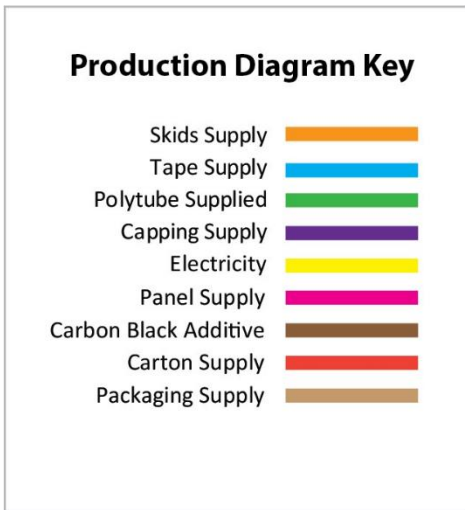 Production Diagram Key
Skids Supply
Tape Supply
Polytube Supplied
Capping Supply
Electricity
Panel Supply
Carbon Black Additive
Carton Supply
Packaging Supply